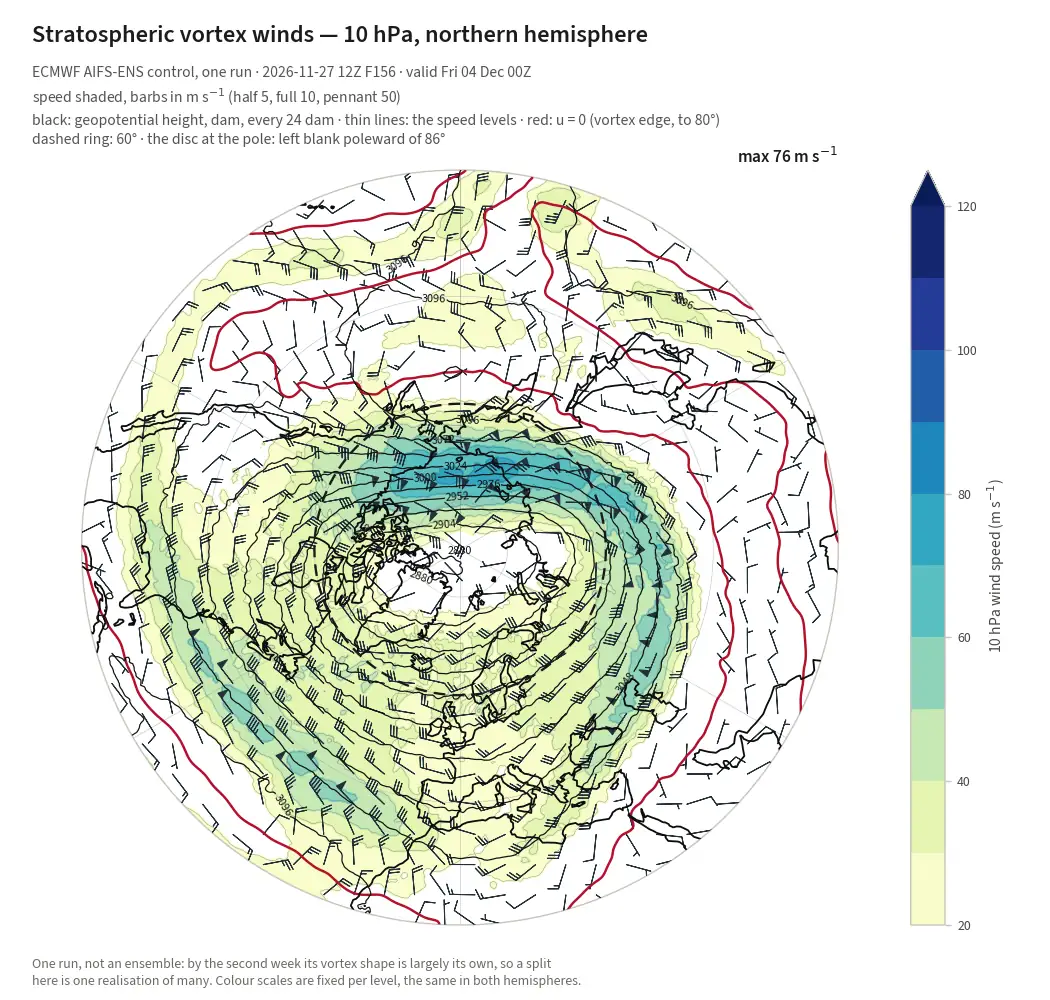 Stratospheric vortex winds — 10 hPa, northern hemisphere
ECMWF AIFS-ENS control, one run · 2026-11-27 12Z F156 · valid Fri 04 Dec 00Z
speed shaded, barbs in m s⁻¹ (half 5, full 10, pennant 50)
black: geopotential height, dam, every 24 dam · thin lines: the speed levels · red: u = 0 (vortex edge, to 80°)
dashed ring: 60° · the disc at the pole: left blank poleward of 86°
max 76 m s⁻¹
120
100
80
60
40
20
10 hPa wind speed (m s⁻¹)
3096
3096
3096
3096
3072
3024
3000
2976
2952
2904
2880
2880
3048
3096
One run, not an ensemble: by the second week its vortex shape is largely its own, so a split
here is one realisation of many. Colour scales are fixed per level, the same in both hemispheres.